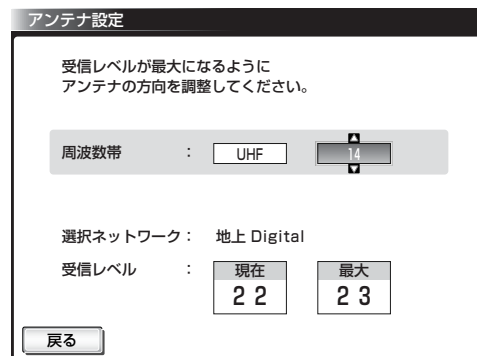 アンテナ設定
受信レベルが最大になるように
アンテナの方向を調整してください。
周波数帯 : UHF 14
選択ネットワーク： 地上 Digital
受信レベル : 現在 最大
22 23
戻る